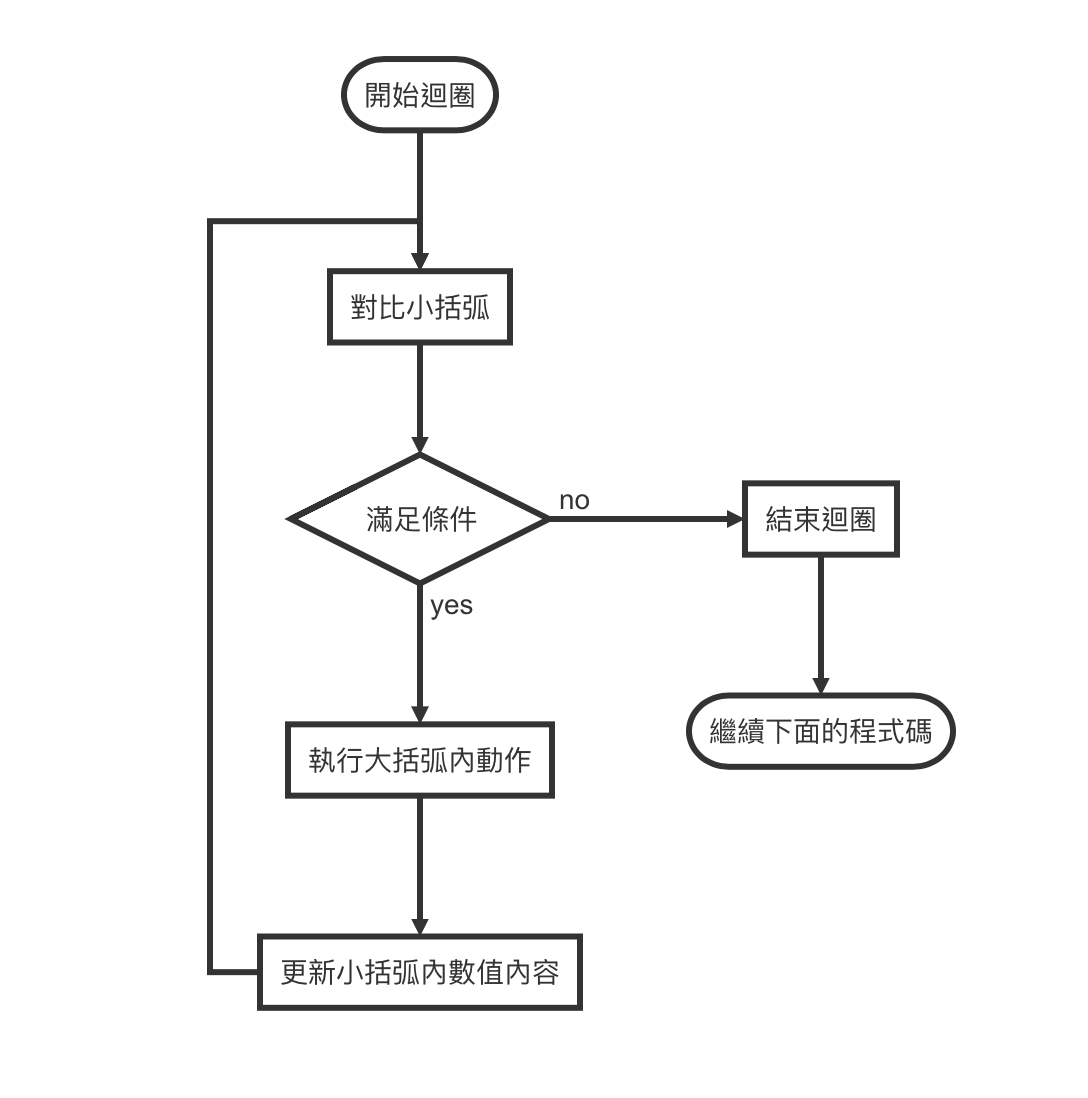 開始迴圈
對比小括弧
滿足條件
no
結束迴圈
yes
繼續下面的程式碼
執行大括弧內動作
更新小括弧內數值內容